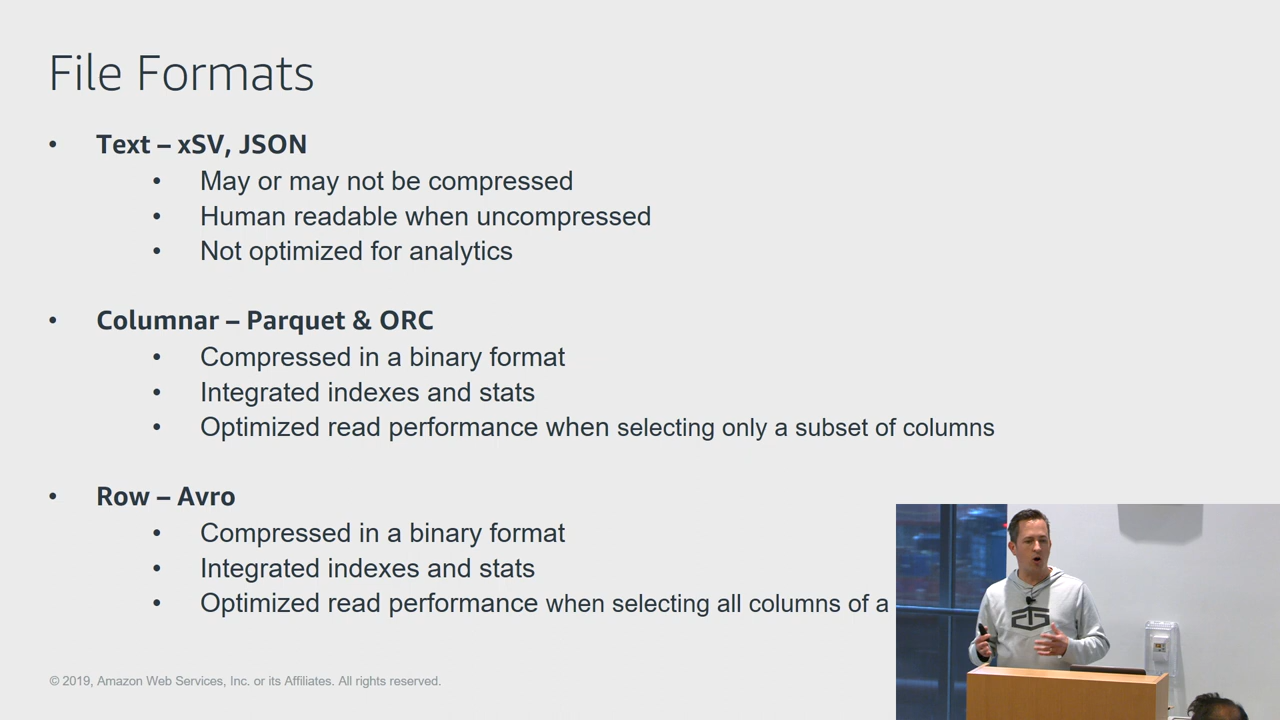 File Formats
• Text – xSV, JSON
• May or may not be compressed
• Human readable when uncompressed
• Not optimized for analytics
• Columnar – Parquet & ORC
• Compressed in a binary format
• Integrated indexes and stats
• Optimized read performance when selecting only a subset of columns
• Row – Avro
• Compressed in a binary format
• Integrated indexes and stats
• Optimized read performance when selecting all columns of a
© 2019, Amazon Web Services, Inc. or its Affiliates. All rights reserved.